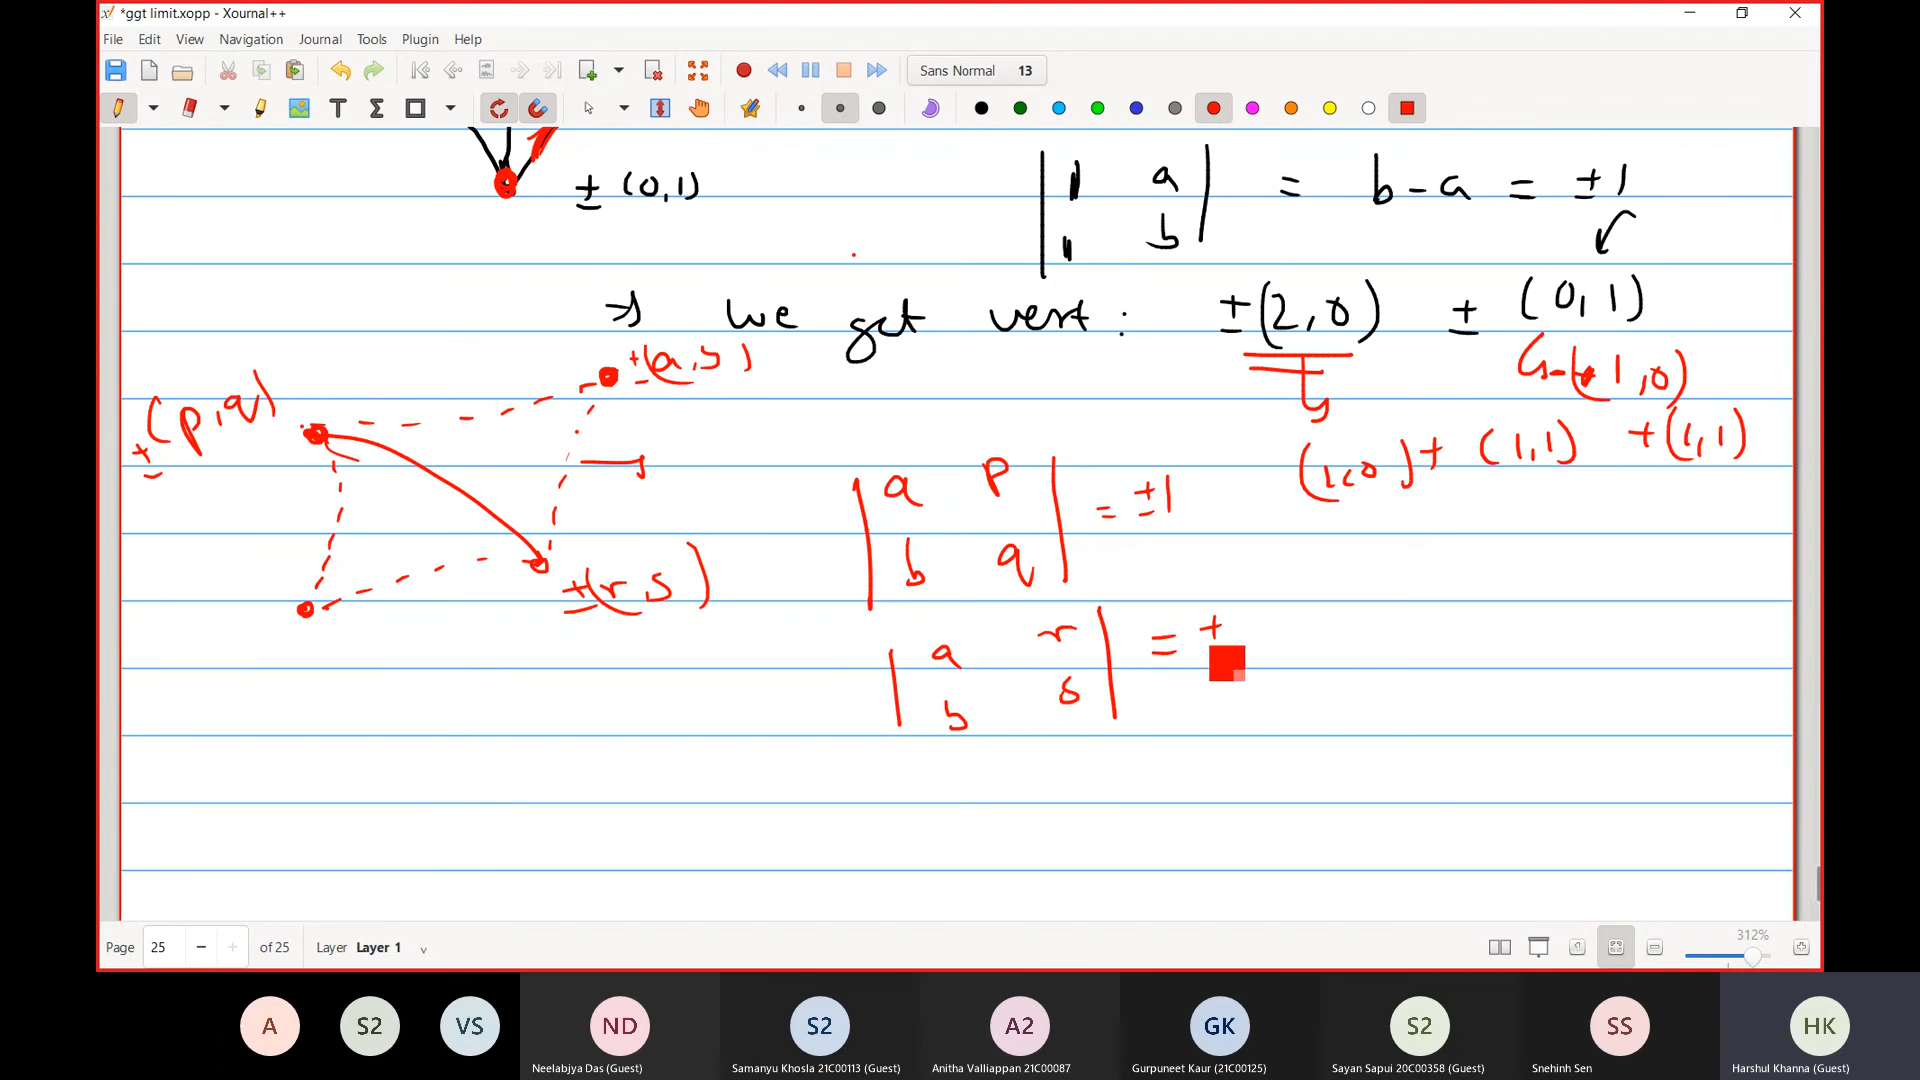 *ggt limit.xopp - Xournal++
File Edit View Navigation Journal Tools Plugin Help
Sans Normal 13
± (0,1)
| 1 a | = b-a = ±1
| 1 b |
⇒ We get vert: ±(2,0) ± (0,1)
±(a,b)
±(p,q)
(1,0)+ (1,1) +(1,1)
| a p | = ±1
| b q |
±(r,s)
| a r | = +
| b s |
Page 25 of 25 Layer Layer 1
312%
A S2 VS ND S2 A2 GK S2 SS HK
Neelabjya Das (Guest) Samanyu Khosla 21C00113 (Guest) Anitha Valliappan 21C00087 Gurpuneet Kaur (21C00125) Sayan Sapui 20C00358 (Guest) Snehinh Sen Harshul Khanna (Guest)